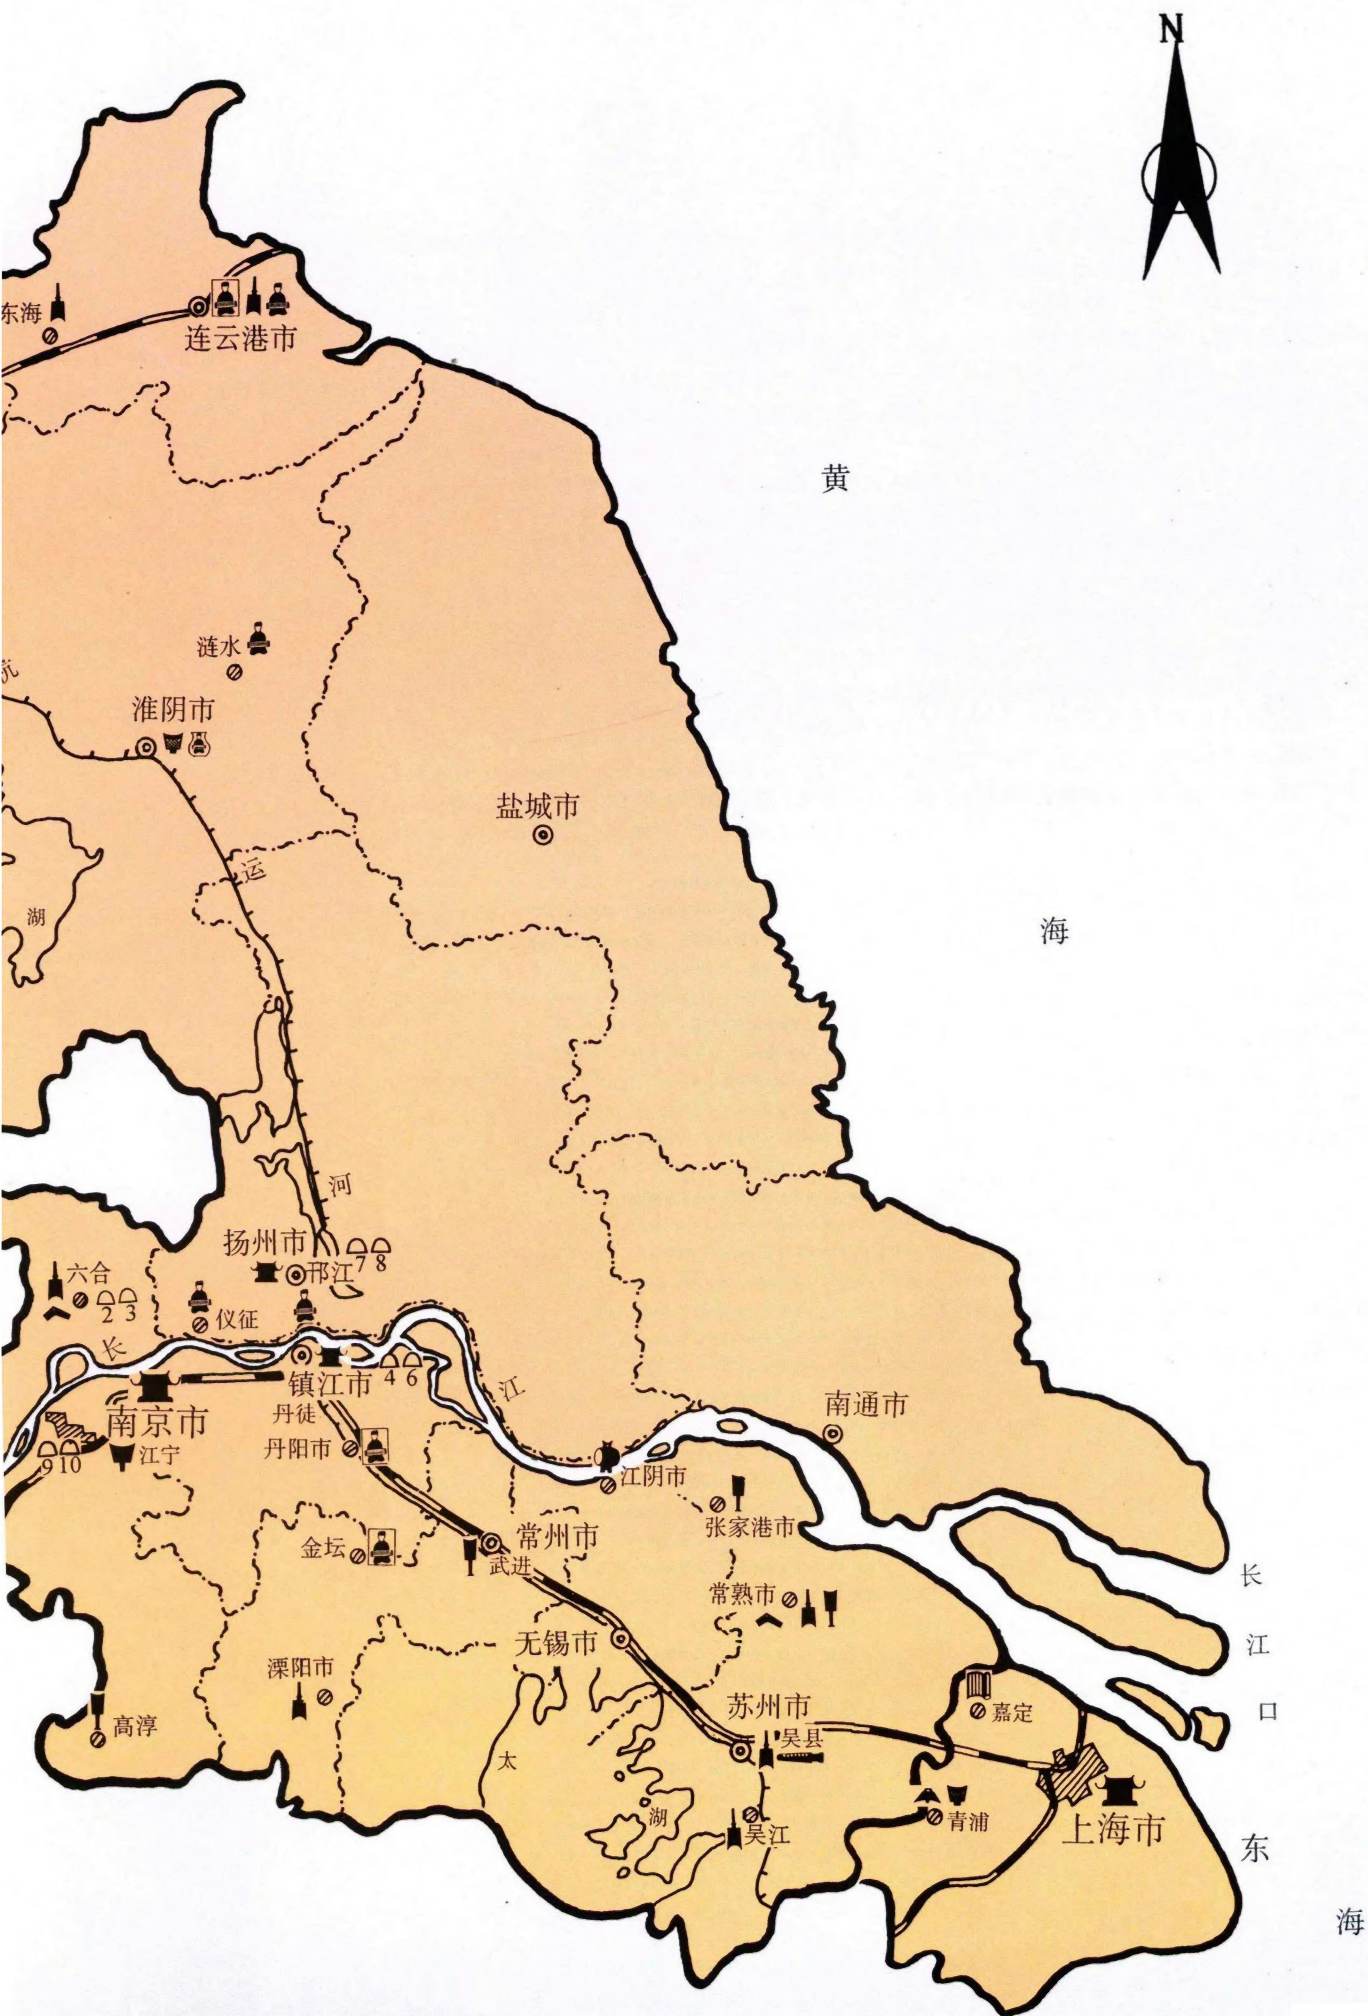 N
东海
连云港市
黄
涟水
杭
淮阴市
盐城市
运
湖
海
河
扬州市
7 8
邗江
六合
2 3
仪征
长
镇江市
4 6
江
南通市
丹徒
南京市
丹阳市
江宁
9 10
江阴市
张家港市
常州市
金坛
武进
长
常熟市
无锡市
江
溧阳市
苏州市
口
嘉定
高淳
吴县
太
湖
吴江
青浦
上海市
东
海